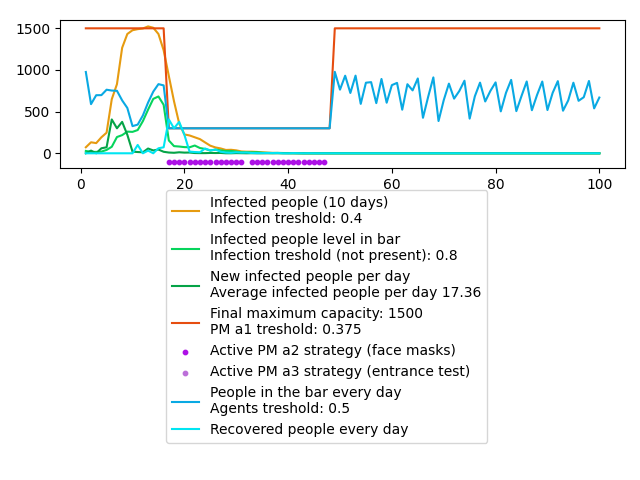 1500
1000
500
0
0 20 40 60 80 100
Infected people (10 days)
Infection treshold: 0.4
Infected people level in bar
Infection treshold (not present): 0.8
New infected people per day
Average infected people per day 17.36
Final maximum capacity: 1500
PM a1 treshold: 0.375
Active PM a2 strategy (face masks)
Active PM a3 strategy (entrance test)
People in the bar every day
Agents treshold: 0.5
Recovered people every day